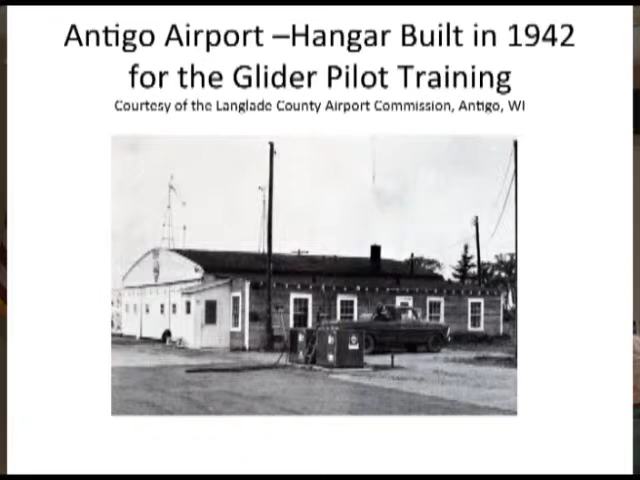 Antigo Airport –Hangar Built in 1942
for the Glider Pilot Training
Courtesy of the Langlade County Airport Commission, Antigo, WI